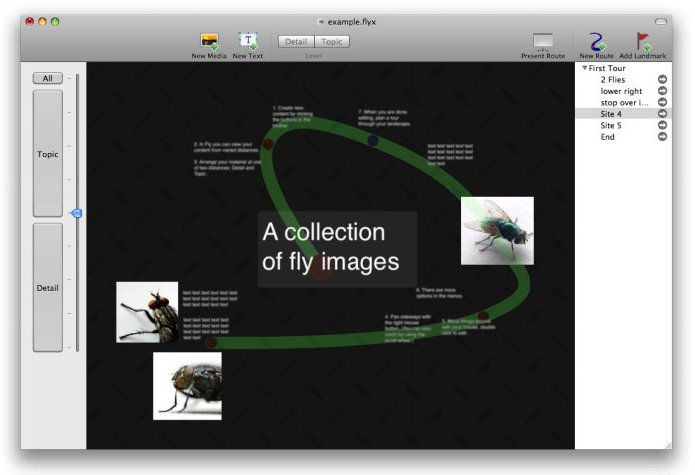 example.flyx
New Media
New Text
Detail
Topic
Level
Present Route
New Route
Add Landmark
All
Topic
Detail
First Tour
2 Flies
lower right
stop over i...
Site 4
Site 5
End
1. Create new
content by clicking
the buttons in the
toolbar.
7. When you are done
editing, plan a tour
through your landscape.
2. In Fly you can view your
content from varied distances.
3. Arrange your material at one
of two distances: Detail and
Topic.
text text text text text
text text text text text
text text text text text
text text
A collection
of fly images
6. There are more
options in the menus.
text text text text text text
text text text text text text
text text text text text
4. Pan sideways with
the right mouse
button. (You can also
zoom by using the
scroll wheel.)
5. Move things around
with your mouse, double
click to edit.
text text text text text
text text text text text
text text text text text
text text text text text
text text